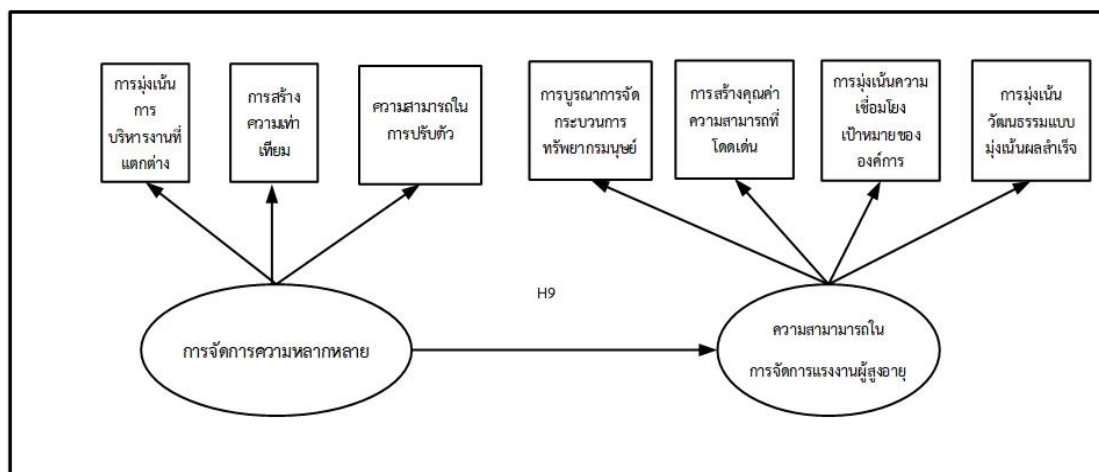 การมุ่งเน้น
การ
บริหารงานที่
แตกต่าง
การสร้าง
ความเท่า
เทียม
ความสามารถใน
การปรับตัว
การบูรณาการจัด
กระบวนการ
ทรัพยากรมนุษย์
การสร้างคุณค่า
ความสามารถที่
โดดเด่น
การมุ่งเน้นความ
เชื่อมโยง
เป้าหมายของ
องค์การ
การมุ่งเน้น
วัฒนธรรมแบบ
มุ่งเน้นผลสำเร็จ
H9
การจัดการความหลากหลาย
ความสามามารถใน
การจัดการแรงงานผู้สูงอายุ